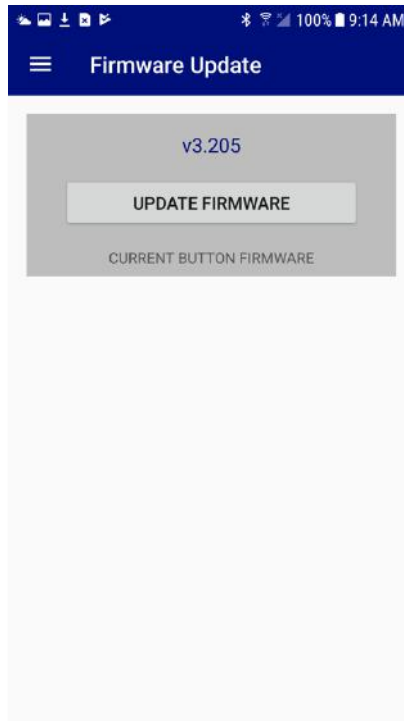 100% 9:14 AM
Firmware Update
v3.205
UPDATE FIRMWARE
CURRENT BUTTON FIRMWARE